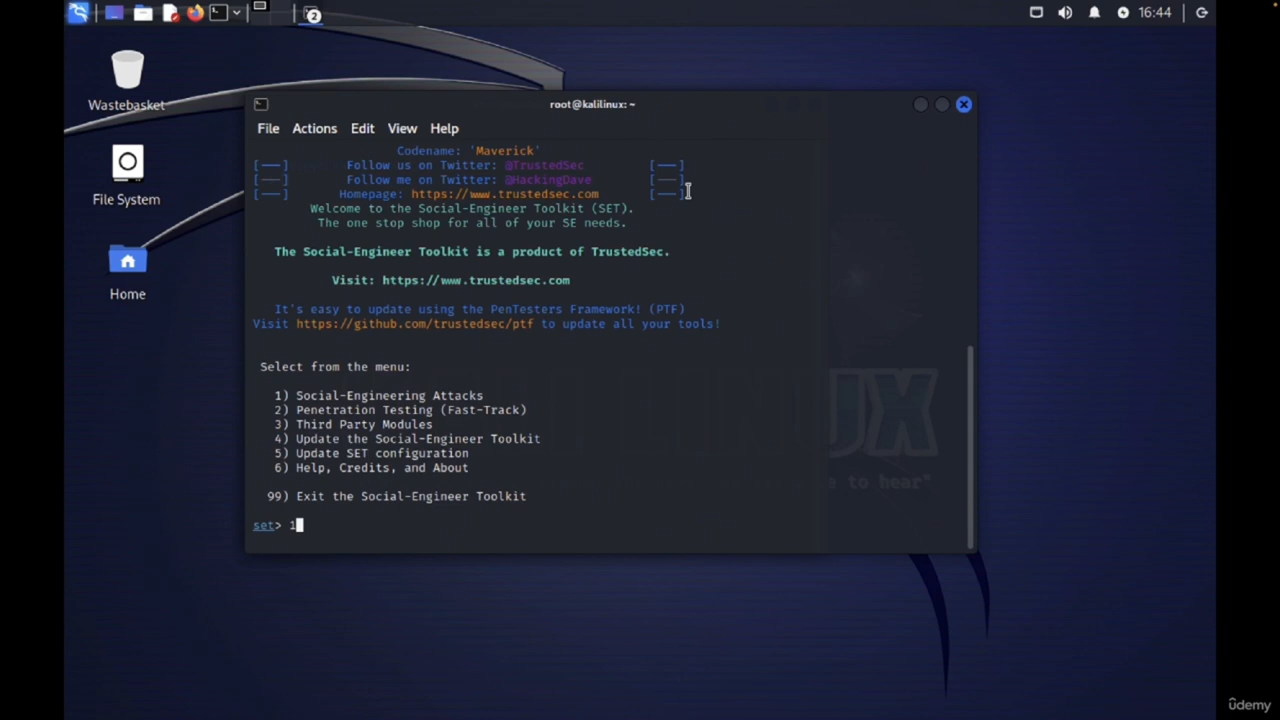 2
16:44
Wastebasket
File System
Home
root@kalilinux: ~
File Actions Edit View Help
Codename: 'Maverick'
[——] Follow us on Twitter: @TrustedSec [——]
[——] Follow me on Twitter: @HackingDave [——]
[——] Homepage: https://www.trustedsec.com [——]
Welcome to the Social-Engineer Toolkit (SET).
The one stop shop for all of your SE needs.
The Social-Engineer Toolkit is a product of TrustedSec.
Visit: https://www.trustedsec.com
It's easy to update using the PenTesters Framework! (PTF)
Visit https://github.com/trustedsec/ptf to update all your tools!
Select from the menu:
1) Social-Engineering Attacks
2) Penetration Testing (Fast-Track)
3) Third Party Modules
4) Update the Social-Engineer Toolkit
5) Update SET configuration
6) Help, Credits, and About
99) Exit the Social-Engineer Toolkit
set> 1
to hear"
ûdemy